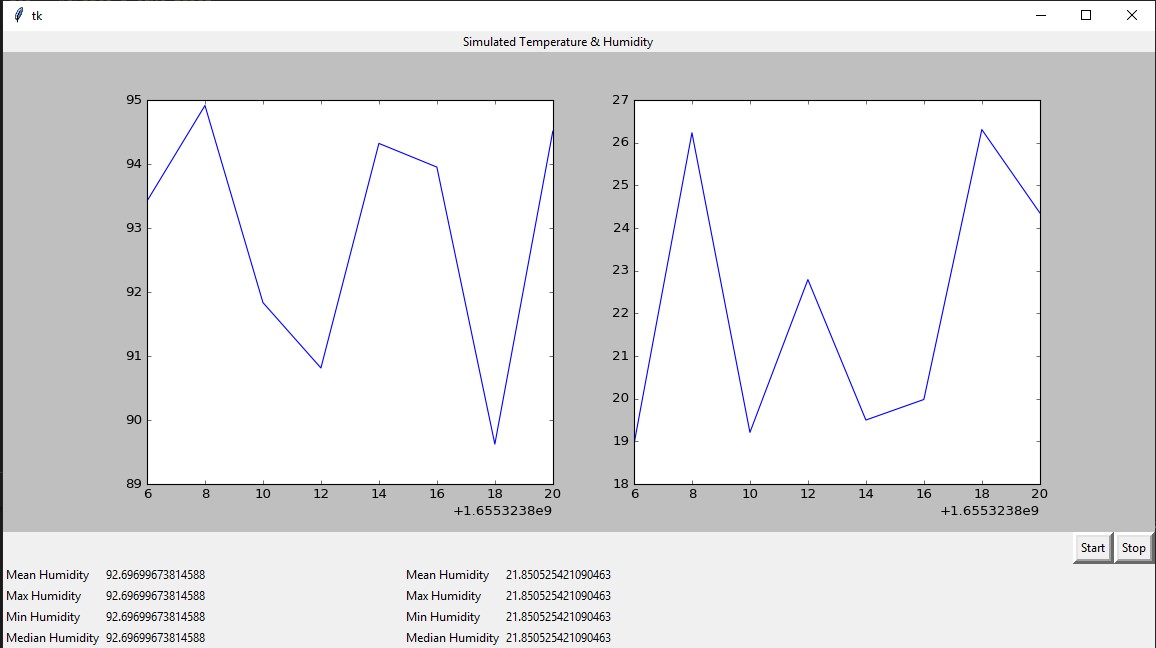 tk
Simulated Temperature & Humidity
95
94
93
92
91
90
89
6 8 10 12 14 16 18 20
+1.6553238e9
27
26
25
24
23
22
21
20
19
18
6 8 10 12 14 16 18 20
+1.6553238e9
Start Stop
Mean Humidity 92.69699673814588 Mean Humidity 21.850525421090463
Max Humidity 92.69699673814588 Max Humidity 21.850525421090463
Min Humidity 92.69699673814588 Min Humidity 21.850525421090463
Median Humidity 92.69699673814588 Median Humidity 21.850525421090463